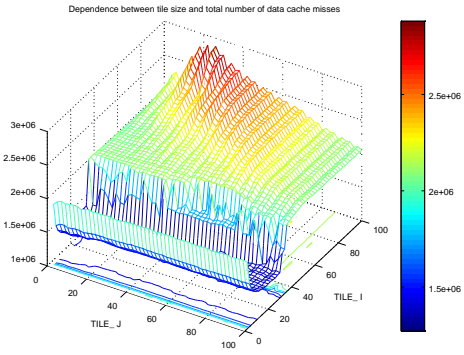 Dependence between tile size and total number of data cache misses
3e+06
2.5e+06
2e+06
1.5e+06
1e+06
0
20
40
60
80
100
TILE_ J
0
20
40
60
80
100
TILE_ I
2.5e+06
2e+06
1.5e+06